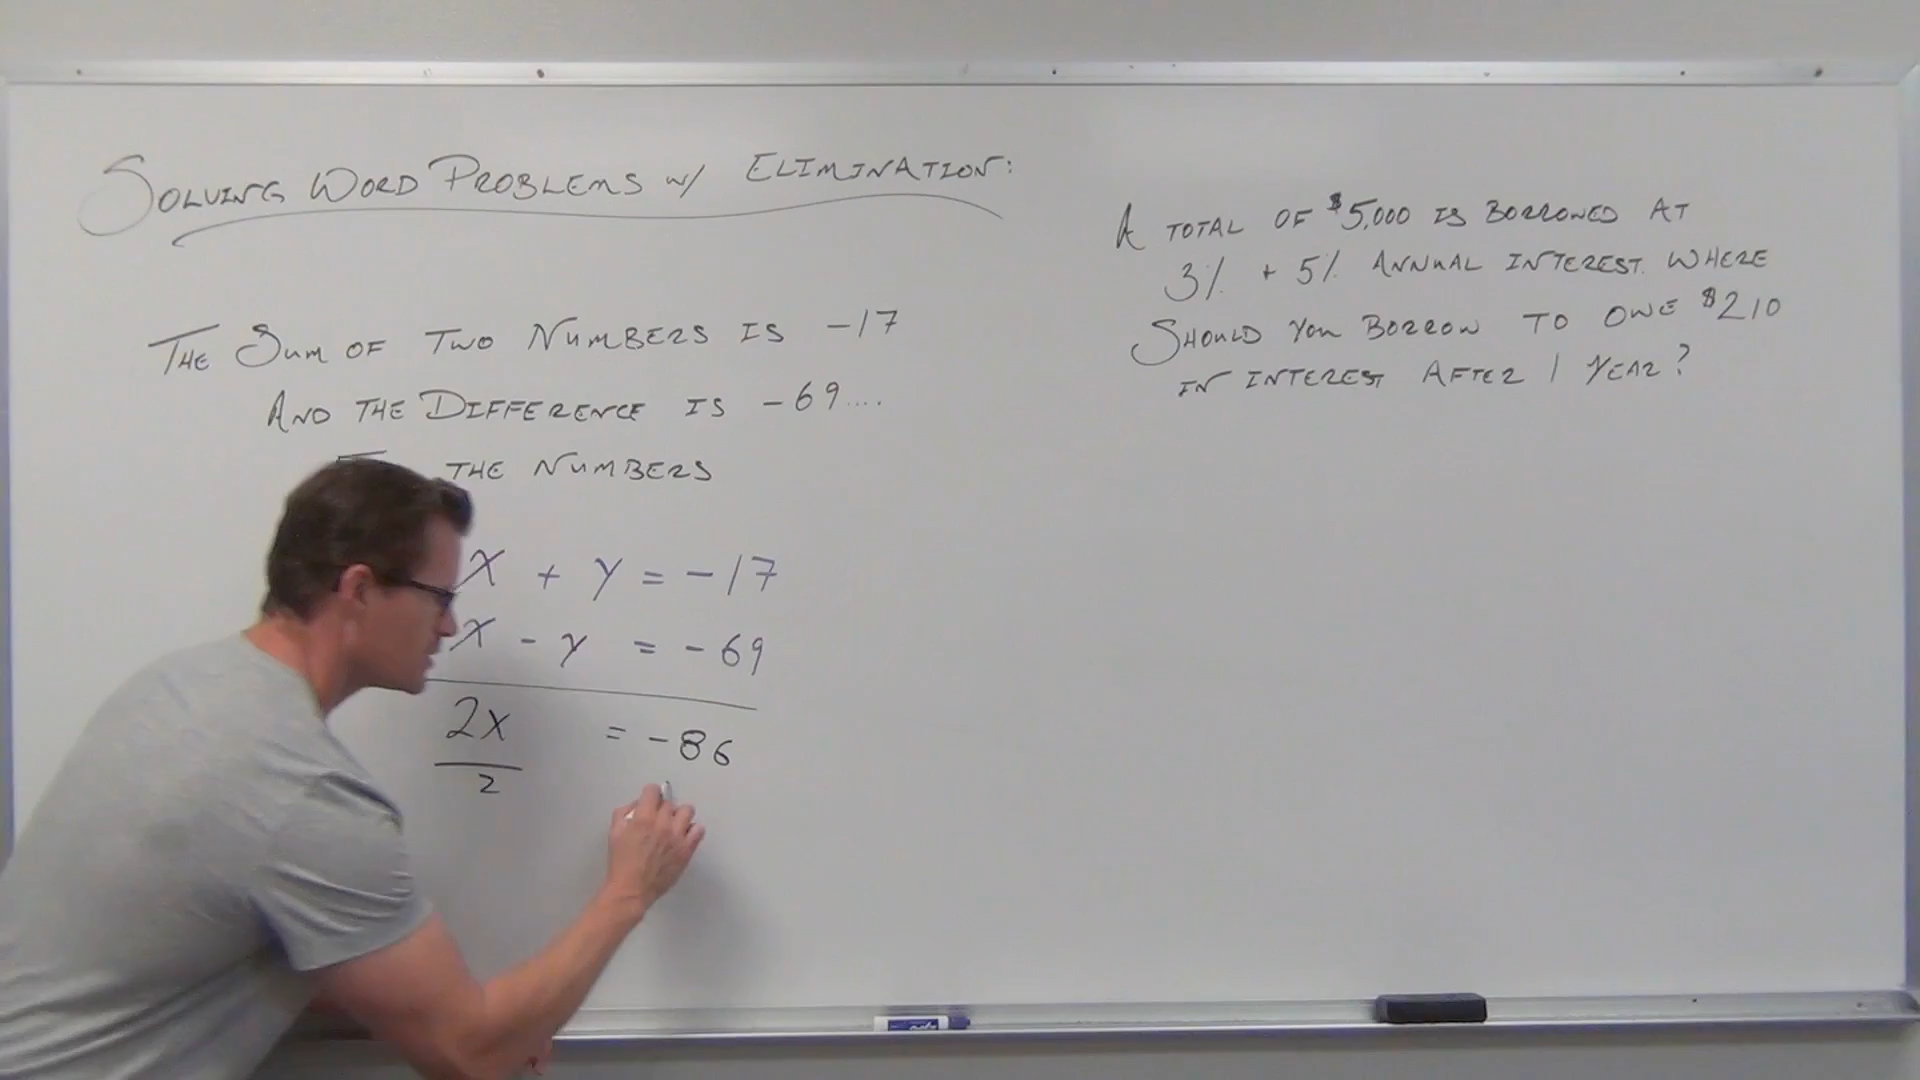 SOLVING WORD PROBLEMS W/ ELIMINATION:
THE SUM OF TWO NUMBERS IS -17
AND THE DIFFERENCE IS -69....
THE NUMBERS
X + Y = -17
X - Y = -69
2X = -86
2
A TOTAL OF $5,000 IS BORROWED AT
3% + 5% ANNUAL INTEREST. WHERE
SHOULD YOU BORROW TO OWE $210
IN INTEREST AFTER 1 YEAR?